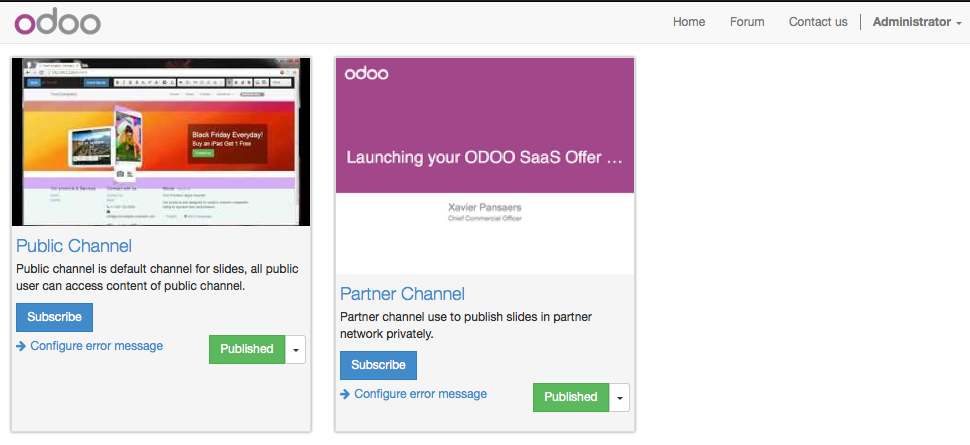 odoo
Home Forum Contact us Administrator
Black Friday Everyday!
Buy an iPad Get 1 Free
Public Channel
Public channel is default channel for slides, all public
user can access content of public channel.
Subscribe
Configure error message
Published
odoo
Launching your ODOO SaaS Offer ...
Xavier Pansaers
Chief Commercial Officer
Partner Channel
Partner channel use to publish slides in partner
network privately.
Subscribe
Configure error message
Published